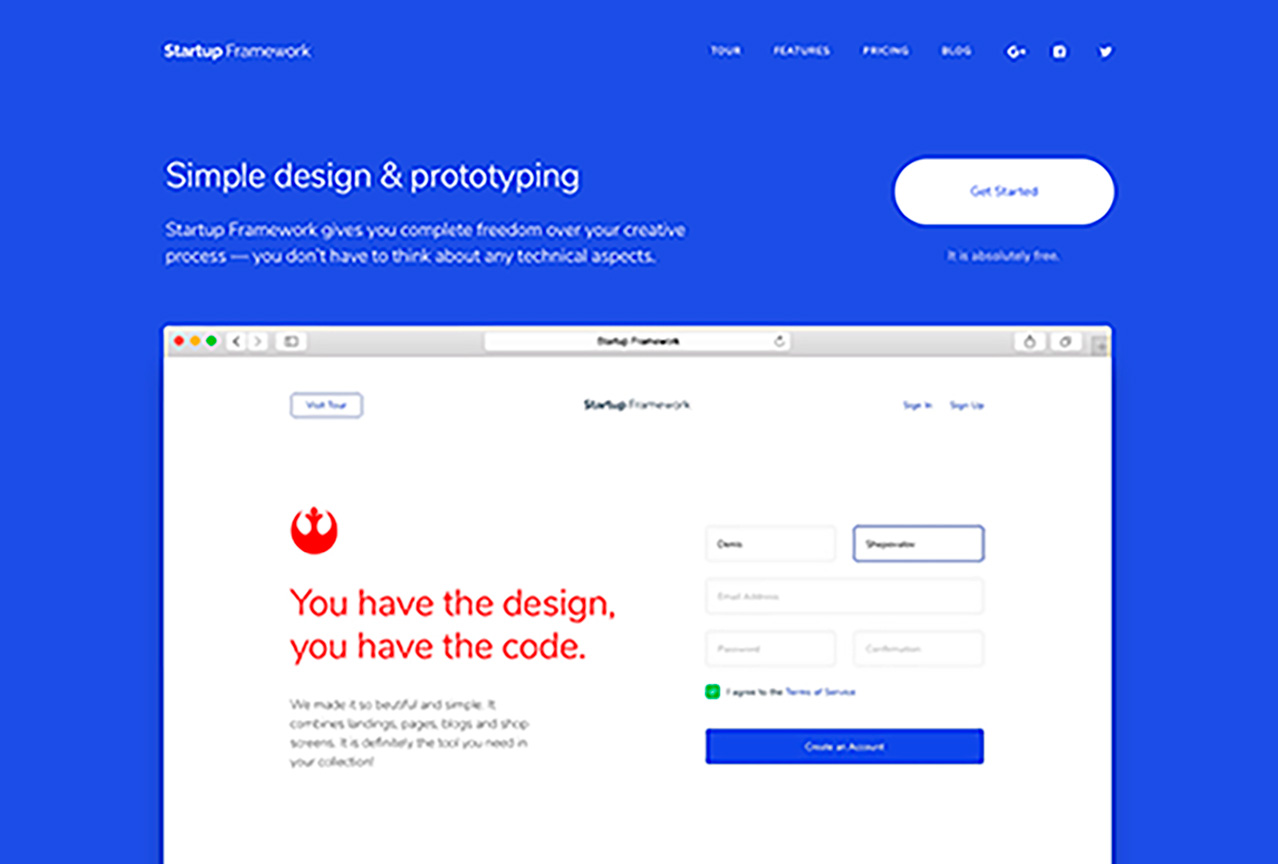 Startup Framework
TOUR FEATURES PRICING BLOG G+
Simple design & prototyping
Get Started
Startup Framework gives you complete freedom over your creative
process — you don't have to think about any technical aspects.
It is absolutely free.
Startup Framework
Visit Tour
Startup Framework
Sign In Sign Up
You have the design,
you have the code.
We made it so beutiful and simple. It
combines landings, pages, blogs and shop
screens. It is definitely the tool you need in
your collection!
Denis
Email Address
Password Confirmation
I agree to the Terms of Service
Create an Account